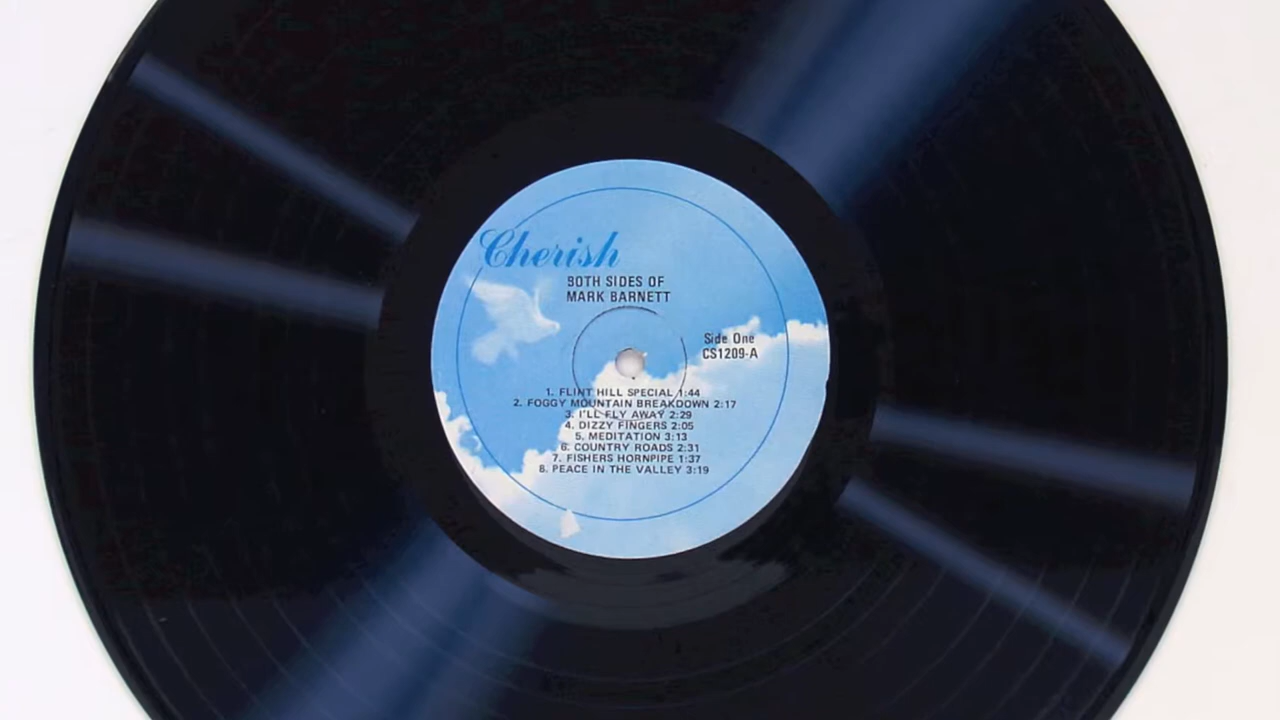 Cherish
BOTH SIDES OF
MARK BARNETT
Side One
CS1209-A
1. FLINT HILL SPECIAL 1:44
2. FOGGY MOUNTAIN BREAKDOWN 2:17
3. I'LL FLY AWAY 2:29
4. DIZZY FINGERS 2:05
5. MEDITATION 3:13
6. COUNTRY ROADS 2:31
7. FISHERS HORNPIPE 1:37
8. PEACE IN THE VALLEY 3:19